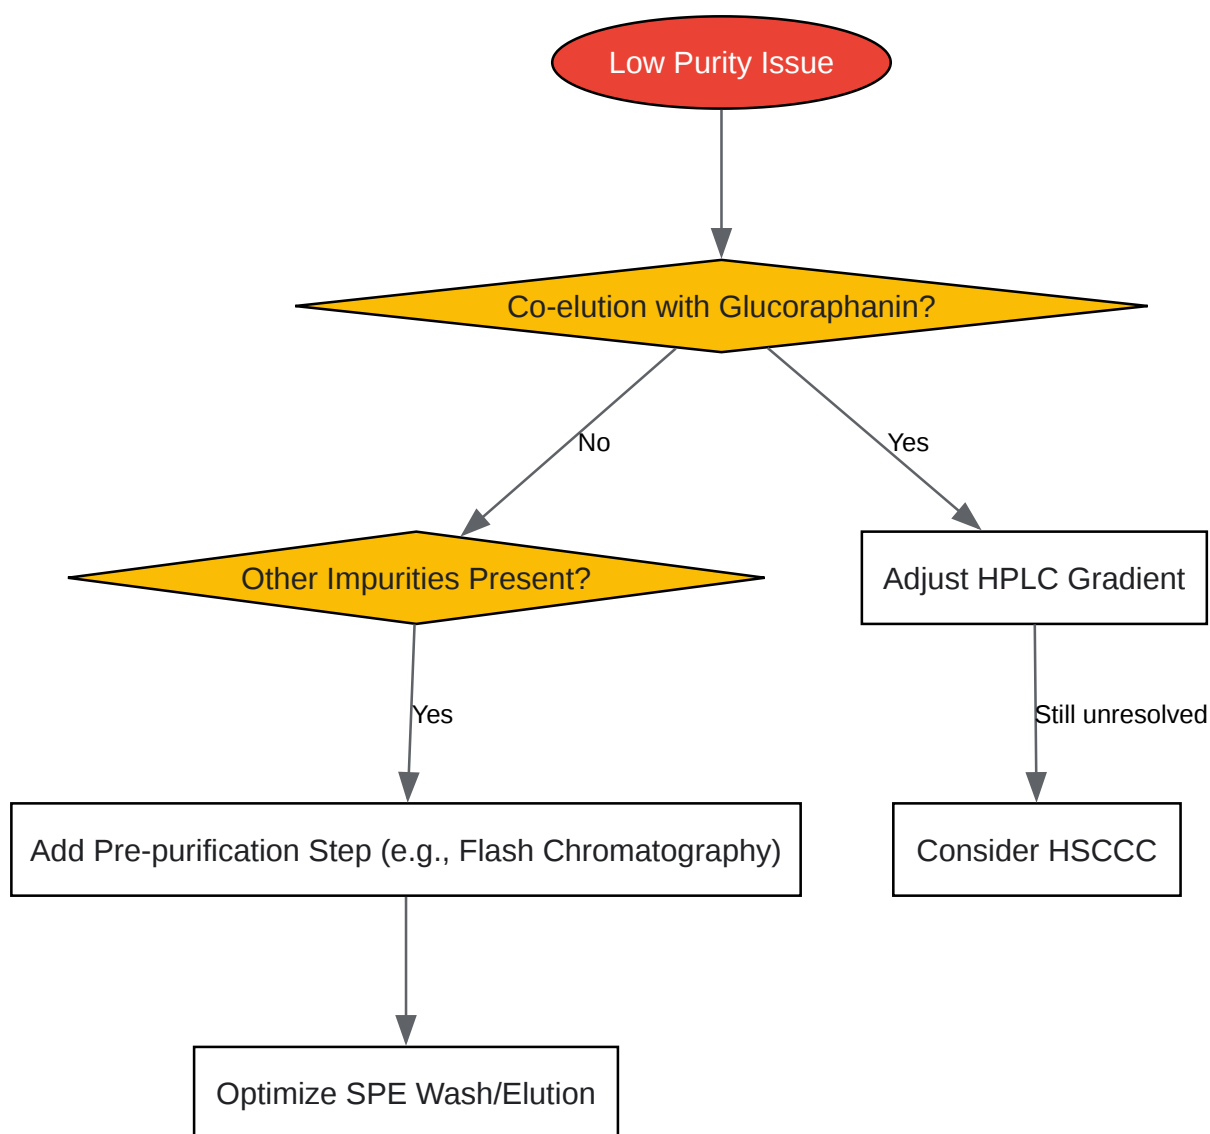 Low Purity Issue
Co-elution with Glucoraphanin?
No
Yes
Other Impurities Present?
Adjust HPLC Gradient
Yes
Still unresolved
Add Pre-purification Step (e.g., Flash Chromatography)
Consider HSCCC
Optimize SPE Wash/Elution